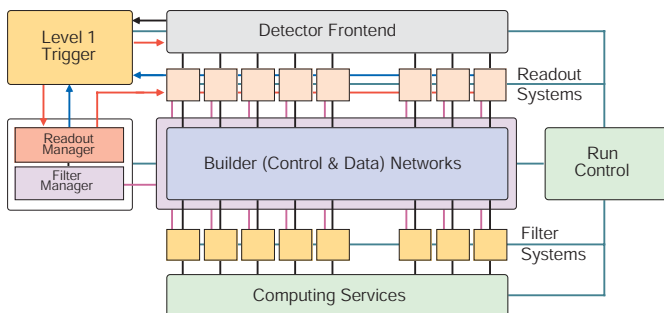 Level 1
Trigger
Detector Frontend
Readout
Systems
Readout
Manager
Filter
Manager
Builder (Control & Data) Networks
Run
Control
Filter
Systems
Computing Services